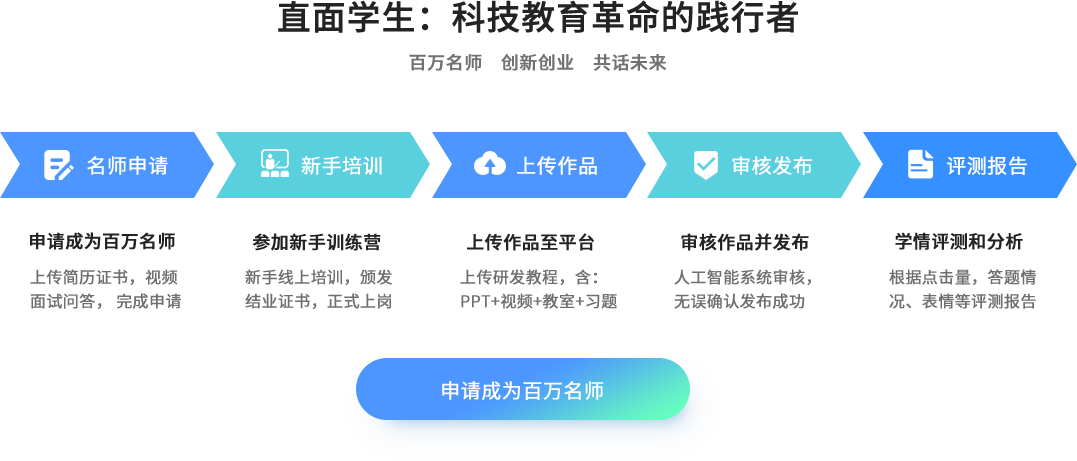 直面学生：科技教育革命的践行者
百万名师 创新创业 共话未来
名师申请
新手培训
上传作品
审核发布
评测报告
申请成为百万名师
上传简历证书，视频
面试问答， 完成申请
参加新手训练营
新手线上培训，颁发
结业证书，正式上岗
上传作品至平台
上传研发教程，含：
PPT+视频+教室+习题
审核作品并发布
人工智能系统审核，
无误确认发布成功
学情评测和分析
根据点击量，答题情
况、表情等评测报告
申请成为百万名师